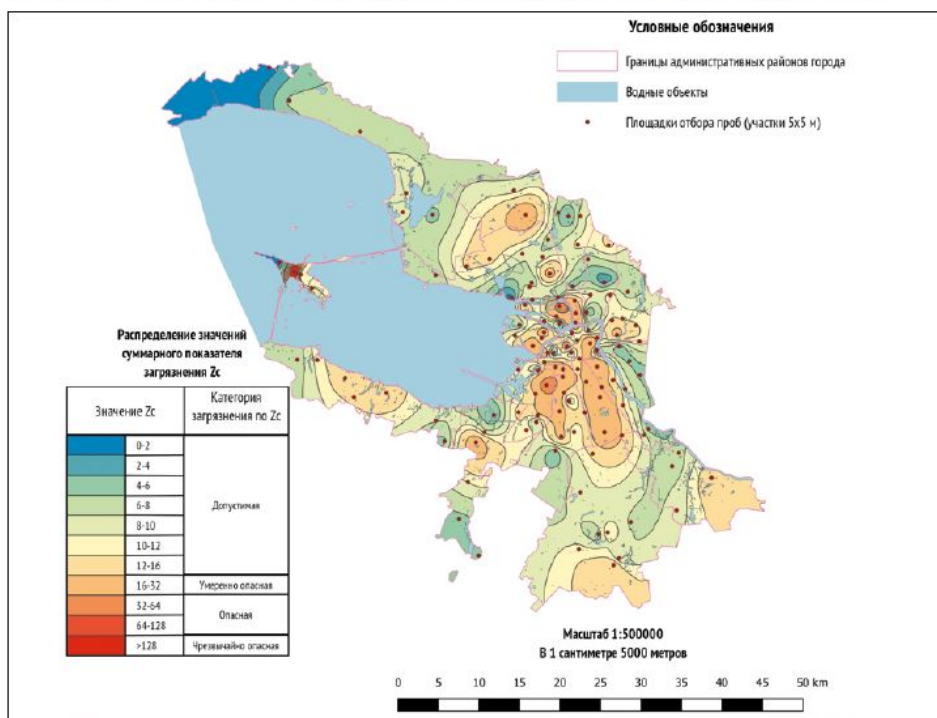 Условные обозначения
Границы административных районов города
Водные объекты
Площадки отбора проб (участки 5х5 м)
Распределение значений
суммарного показателя
загрязнения Zc
Значение Zc
Категория
загрязнения по Zc
0-2
2-4
4-6
6-8
8-10
10-12
12-16
16-32
32-64
64-128
>128
Допустимая
Умеренно опасная
Опасная
Чрезвычайно опасная
Масштаб 1:500000
В 1 сантиметре 5000 метров
0 5 10 15 20 25 30 35 40 45 50 km